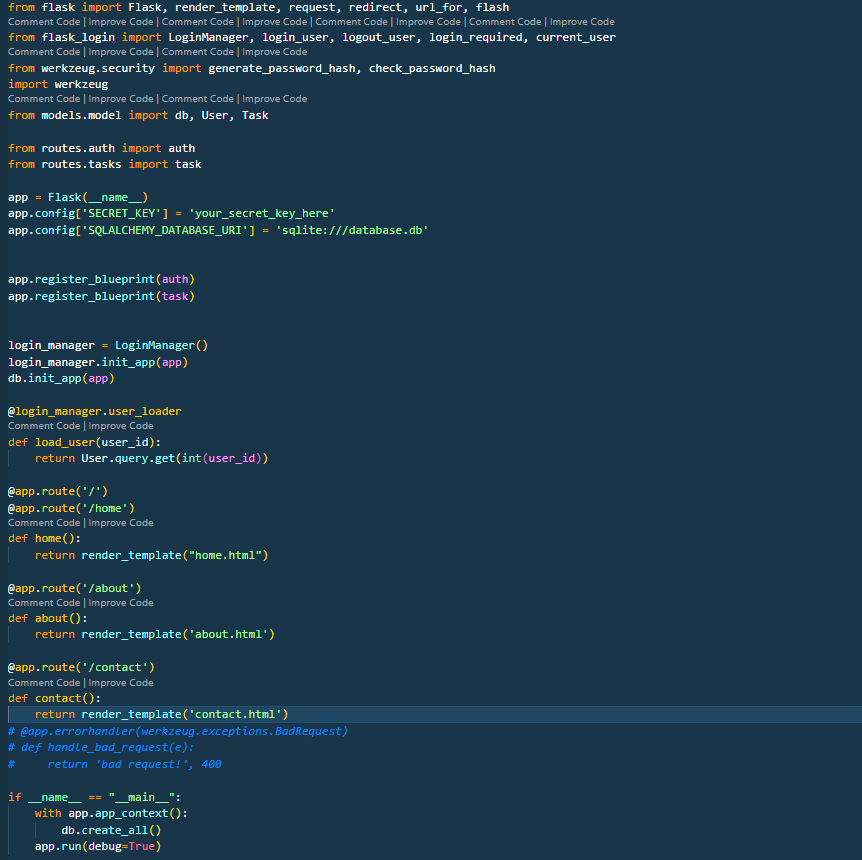 from flask import Flask, render_template, request, redirect, url_for, flash
Comment Code | Improve Code | Comment Code | Improve Code | Comment Code | Improve Code | Comment Code | Improve Code
from flask_login import LoginManager, login_user, logout_user, login_required, current_user
Comment Code | Improve Code | Comment Code | Improve Code
from werkzeug.security import generate_password_hash, check_password_hash
import werkzeug
Comment Code | Improve Code | Comment Code | Improve Code
from models.model import db, User, Task

from routes.auth import auth
from routes.tasks import task

app = Flask(__name__)
app.config['SECRET_KEY'] = 'your_secret_key_here'
app.config['SQLALCHEMY_DATABASE_URI'] = 'sqlite:///database.db'


app.register_blueprint(auth)
app.register_blueprint(task)


login_manager = LoginManager()
login_manager.init_app(app)
db.init_app(app)

@login_manager.user_loader
Comment Code | Improve Code
def load_user(user_id):
    return User.query.get(int(user_id))

@app.route('/')
@app.route('/home')
Comment Code | Improve Code
def home():
    return render_template("home.html")

@app.route('/about')
Comment Code | Improve Code
def about():
    return render_template('about.html')

@app.route('/contact')
Comment Code | Improve Code
def contact():
    return render_template('contact.html')
# @app.errorhandler(werkzeug.exceptions.BadRequest)
# def handle_bad_request(e):
#     return 'bad request!', 400

if __name__ == "__main__":
    with app.app_context():
        db.create_all()
    app.run(debug=True)